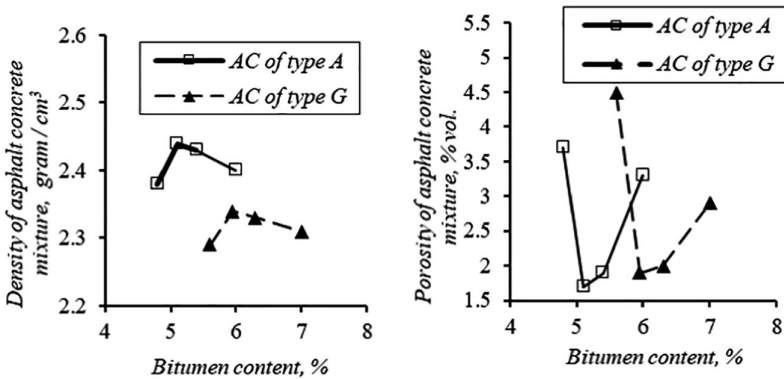 Density of asphalt concrete
mixture, gram / cm³
2.6
2.5
2.4
2.3
2.2
AC of type A
AC of type G
4 5 6 7 8
Bitumen content, %
Porosity of asphalt concrete
mixture, % vol.
5.5
5
4.5
4
3.5
3
2.5
2
1.5
AC of type A
AC of type G
4 5 6 7 8
Bitumen content, %